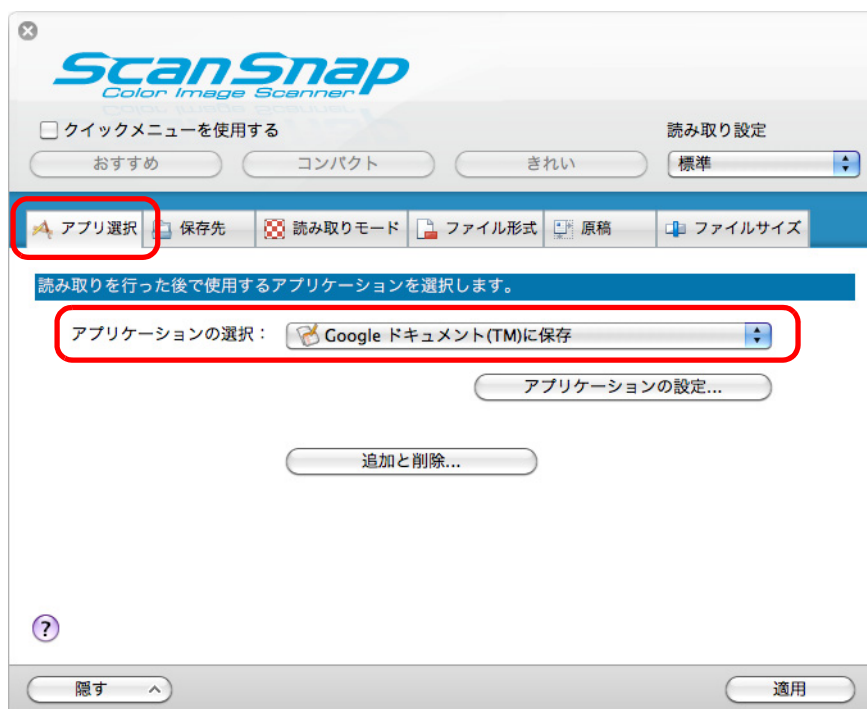 ScanSnap
Color Image Scanner
クイックメニューを使用する
読み取り設定
おすすめ
コンパクト
きれい
標準
アプリ選択
保存先
読み取りモード
ファイル形式
原稿
ファイルサイズ
読み取りを行った後で使用するアプリケーションを選択します。
アプリケーションの選択：
Google ドキュメント(TM)に保存
アプリケーションの設定...
追加と削除...
?
隠す
適用